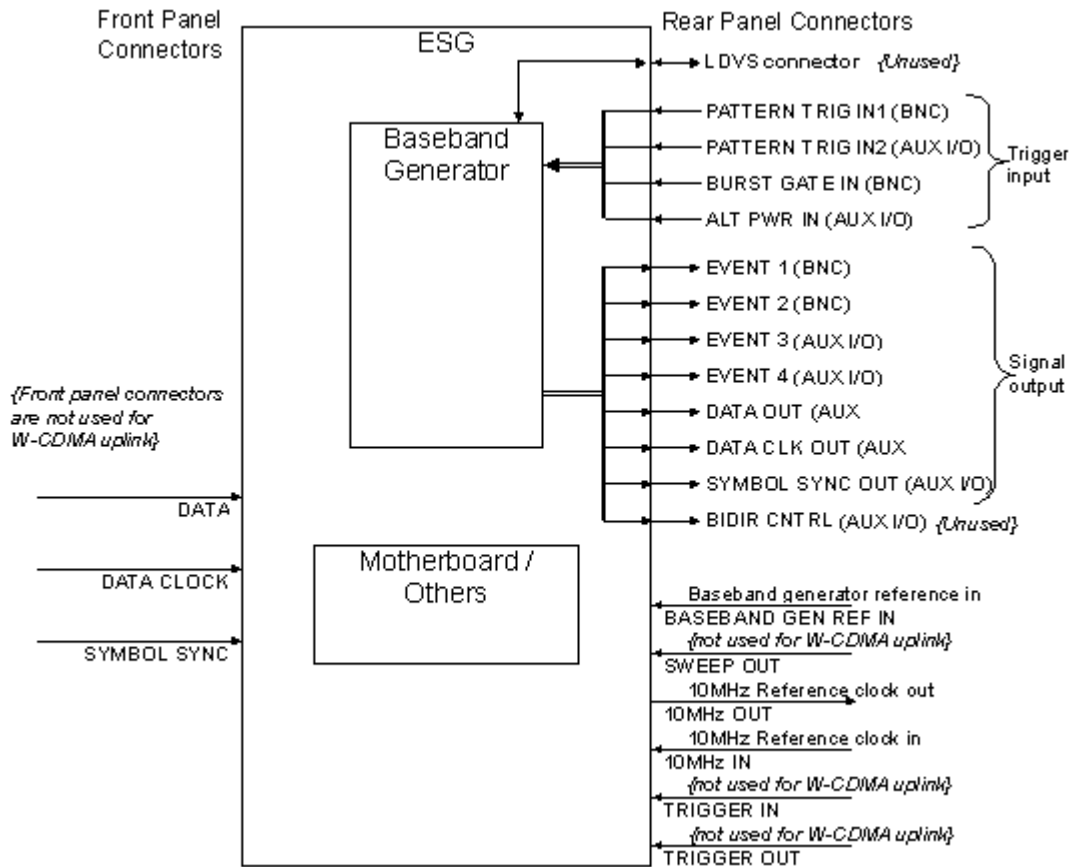 Front Panel
Connectors
ESG
Rear Panel Connectors
LDVS connector {Unused}
Baseband
Generator
PATTERN TRIG IN1 (BNC)
PATTERN TRIG IN2 (AUX I/O)
BURST GATE IN (BNC)
ALT PWR IN (AUX I/O)
Trigger
input
EVENT 1 (BNC)
EVENT 2 (BNC)
EVENT 3 (AUX I/O)
EVENT 4 (AUX I/O)
DATA OUT (AUX
DATA CLK OUT (AUX
SYMBOL SYNC OUT (AUX I/O)
BIDIR CNTRL (AUX I/O) {Unused}
Signal
output
{Front panel connectors
are not used for
W-CDMA uplink}
DATA
DATA CLOCK
SYMBOL SYNC
Motherboard /
Others
Baseband generator reference in
BASEBAND GEN REF IN
{not used for W-CDMA uplink}
SWEEP OUT
10MHz Reference clock out
10MHz OUT
10MHz Reference clock in
10MHz IN
{not used for W-CDMA uplink}
TRIGGER IN
{not used for W-CDMA uplink}
TRIGGER OUT